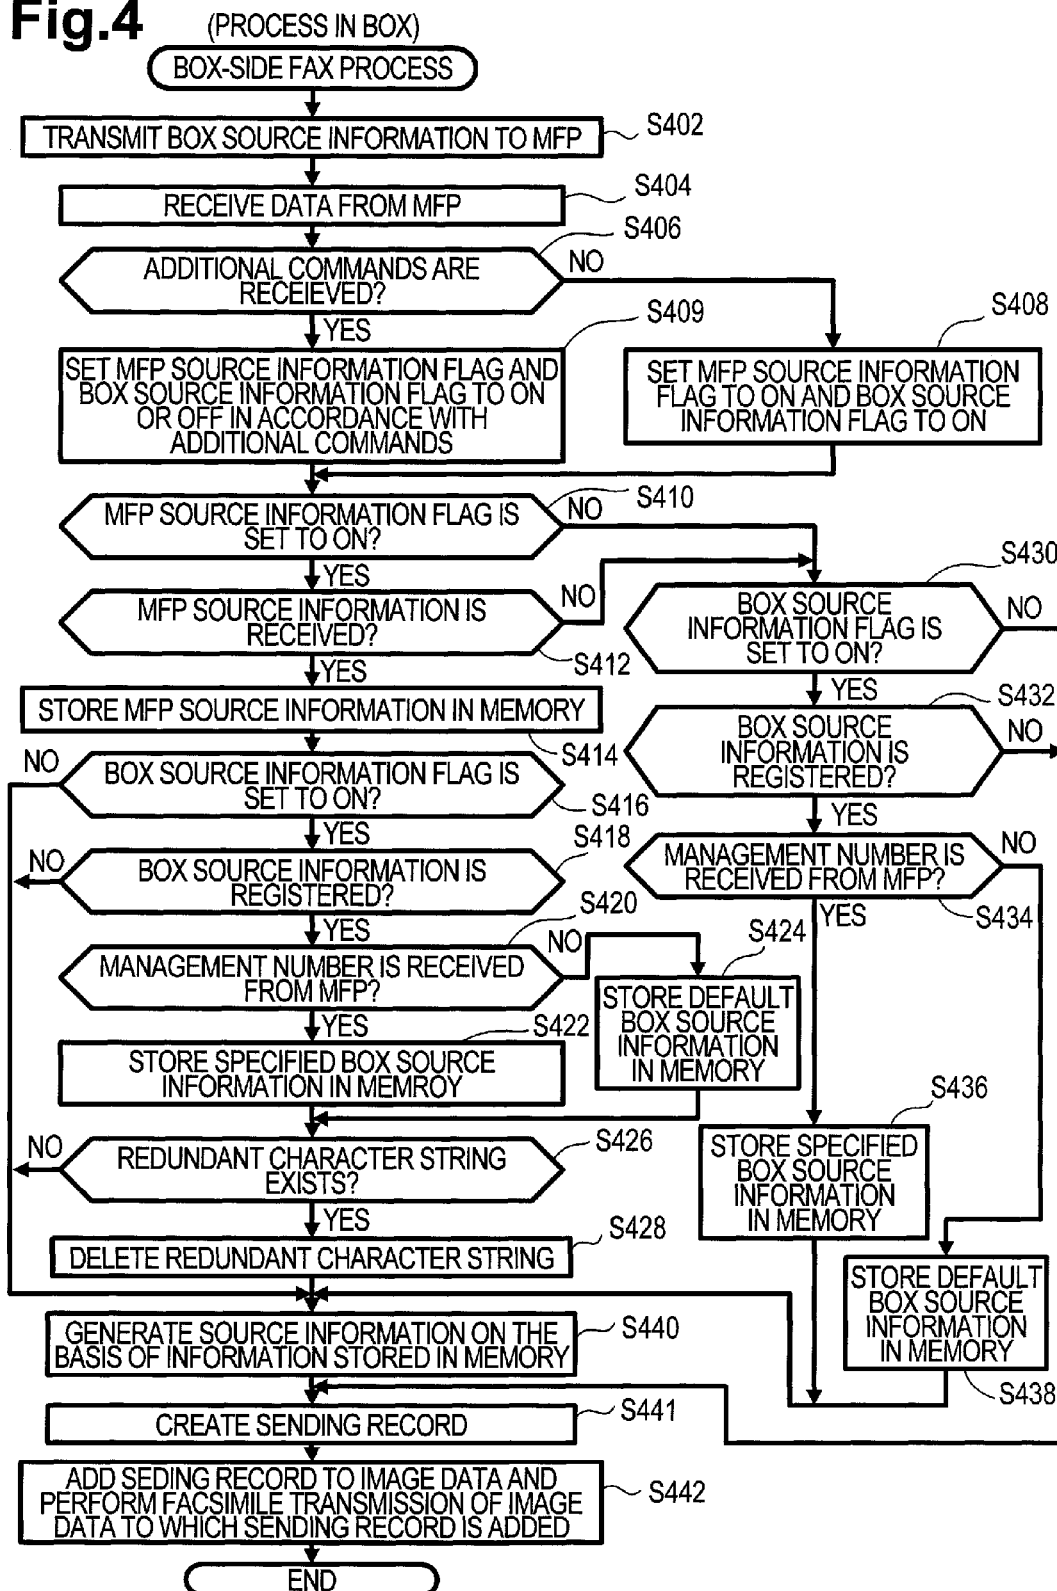 Fig.4
(PROCESS IN BOX)
BOX-SIDE FAX PROCESS
TRANSMIT BOX SOURCE INFORMATION TO MFP
S402
RECEIVE DATA FROM MFP
S404
S406
ADDITIONAL COMMANDS ARE
RECEIEVED?
NO
YES
S409
SET MFP SOURCE INFORMATION FLAG AND
BOX SOURCE INFORMATION FLAG TO ON
OR OFF IN ACCORDANCE WITH
ADDITIONAL COMMANDS
S408
SET MFP SOURCE INFORMATION
FLAG TO ON AND BOX SOURCE
INFORMATION FLAG TO ON
S410
MFP SOURCE INFORMATION FLAG IS
SET TO ON?
NO
YES
MFP SOURCE INFORMATION IS
RECEIVED?
NO
S412
YES
STORE MFP SOURCE INFORMATION IN MEMORY
S414
NO
BOX SOURCE INFORMATION FLAG IS
SET TO ON?
S416
YES
S418
NO
BOX SOURCE INFORMATION IS
REGISTERED?
YES
S420
MANAGEMENT NUMBER IS RECEIVED
FROM MFP?
NO
YES
S422
STORE SPECIFIED BOX SOURCE
INFORMATION IN MEMROY
S424
STORE DEFAULT
BOX SOURCE
INFORMATION
IN MEMORY
S426
NO
REDUNDANT CHARACTER STRING
EXISTS?
YES
S428
DELETE REDUNDANT CHARACTER STRING
S430
BOX SOURCE
INFORMATION FLAG IS
SET TO ON?
NO
YES
S432
BOX SOURCE
INFORMATION IS
REGISTERED?
NO
YES
MANAGEMENT NUMBER IS
RECEIVED FROM MFP?
NO
S434
YES
S436
STORE SPECIFIED
BOX SOURCE
INFORMATION
IN MEMORY
STORE DEFAULT
BOX SOURCE
INFORMATION
IN MEMORY
S438
GENERATE SOURCE INFORMATION ON THE
BASIS OF INFORMATION STORED IN MEMORY
S440
CREATE SENDING RECORD
S441
ADD SEDING RECORD TO IMAGE DATA AND
PERFORM FACSIMILE TRANSMISSION OF IMAGE
DATA TO WHICH SENDING RECORD IS ADDED
S442
END